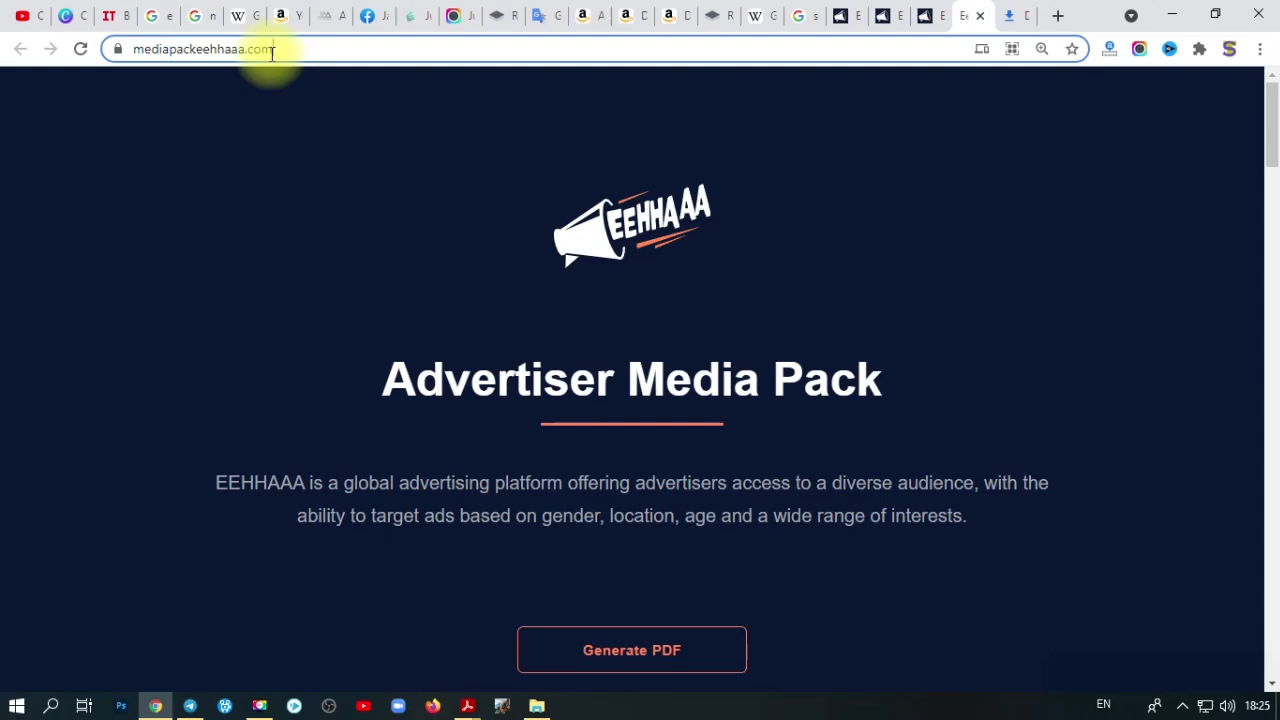 mediapackeehhaaa.com
EEHHAAA
Advertiser Media Pack
EEHHAAA is a global advertising platform offering advertisers access to a diverse audience, with the
ability to target ads based on gender, location, age and a wide range of interests.
Generate PDF
EN
18:25